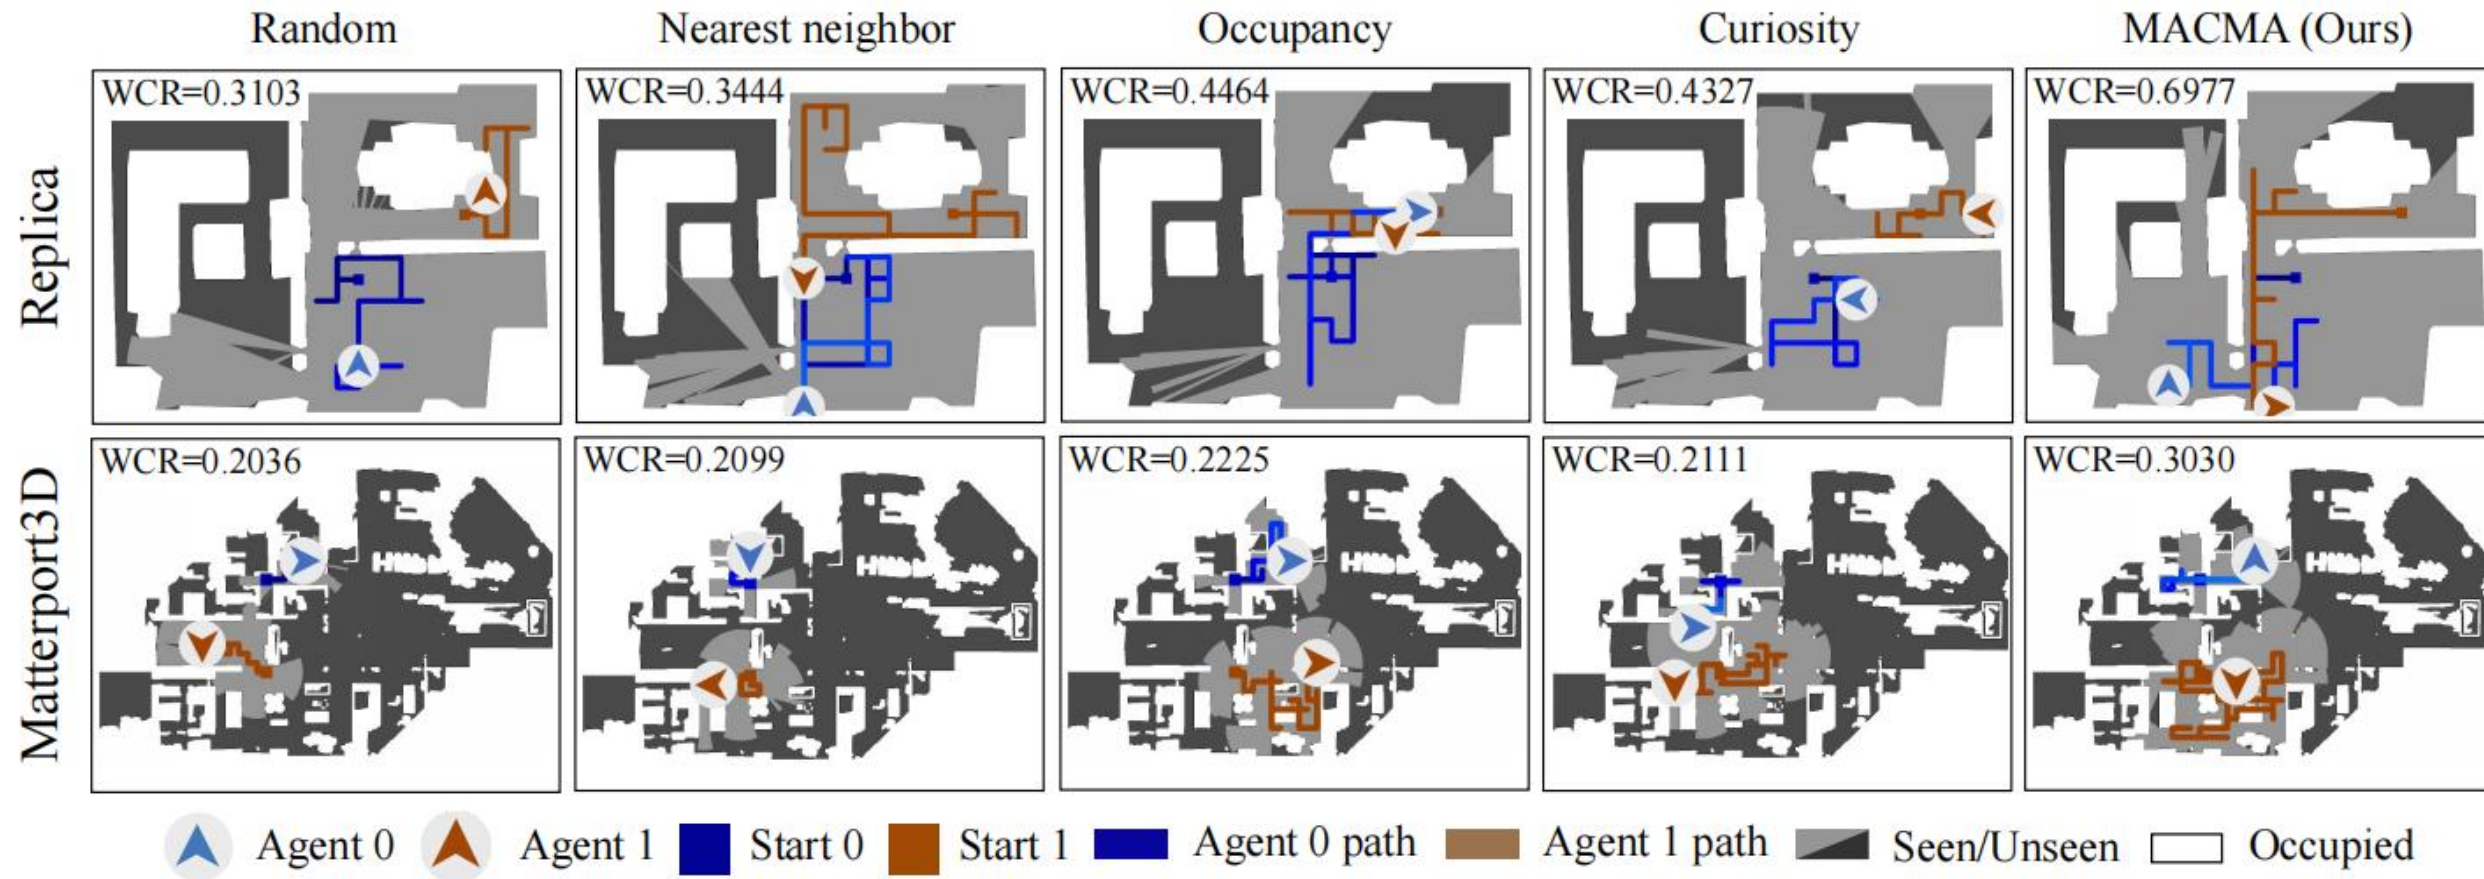 Random Nearest neighbor Occupancy Curiosity MACMA (Ours)
Replica
WCR=0.3103 WCR=0.3444 WCR=0.4464 WCR=0.4327 WCR=0.6977
Matterport3D
WCR=0.2036 WCR=0.2099 WCR=0.2225 WCR=0.2111 WCR=0.3030
Agent 0 Agent 1 Start 0 Start 1 Agent 0 path Agent 1 path Seen/Unseen Occupied